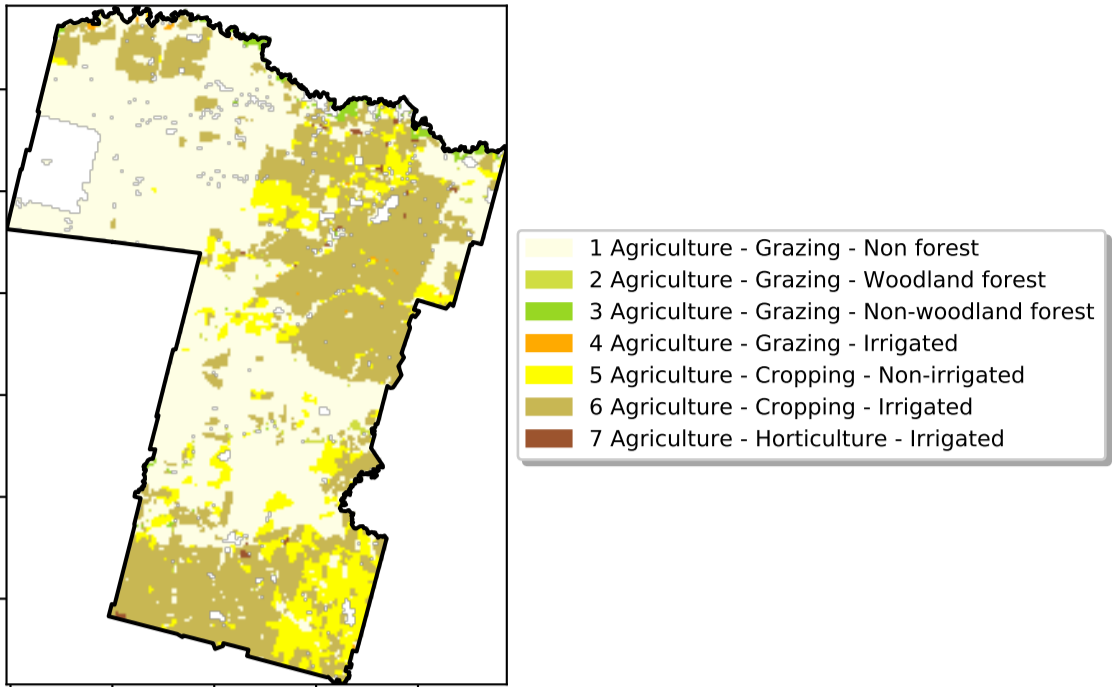 1 Agriculture - Grazing - Non forest
2 Agriculture - Grazing - Woodland forest
3 Agriculture - Grazing - Non-woodland forest
4 Agriculture - Grazing - Irrigated
5 Agriculture - Cropping - Non-irrigated
6 Agriculture - Cropping - Irrigated
7 Agriculture - Horticulture - Irrigated